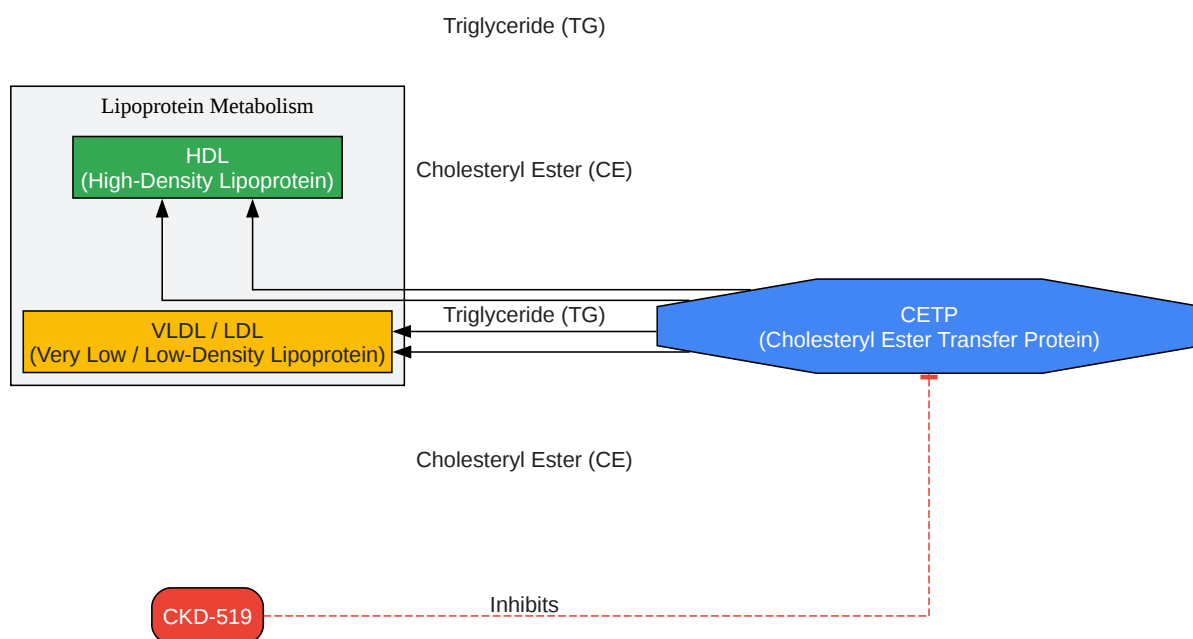 Triglyceride (TG)
Lipoprotein Metabolism
HDL
(High-Density Lipoprotein)
Cholesteryl Ester (CE)
Triglyceride (TG)
VLDL / LDL
(Very Low / Low-Density Lipoprotein)
CETP
(Cholesteryl Ester Transfer Protein)
Cholesteryl Ester (CE)
CKD-519
Inhibits